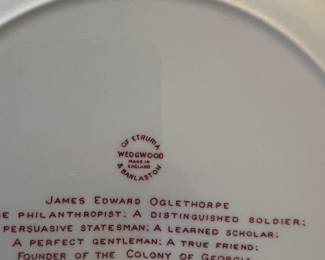 OF ETRURIA
WEDGWOOD
MADE IN
ENGLAND
& BARLASTON
JAMES EDWARD OGLETHORPE
PHILANTHROPIST; A DISTINGUISHED SOLDIER;
PERSUASIVE STATESMAN; A LEARNED SCHOLAR;
A PERFECT GENTLEMAN; A TRUE FRIEND;
FOUNDER OF THE COLONY OF GEORGIA